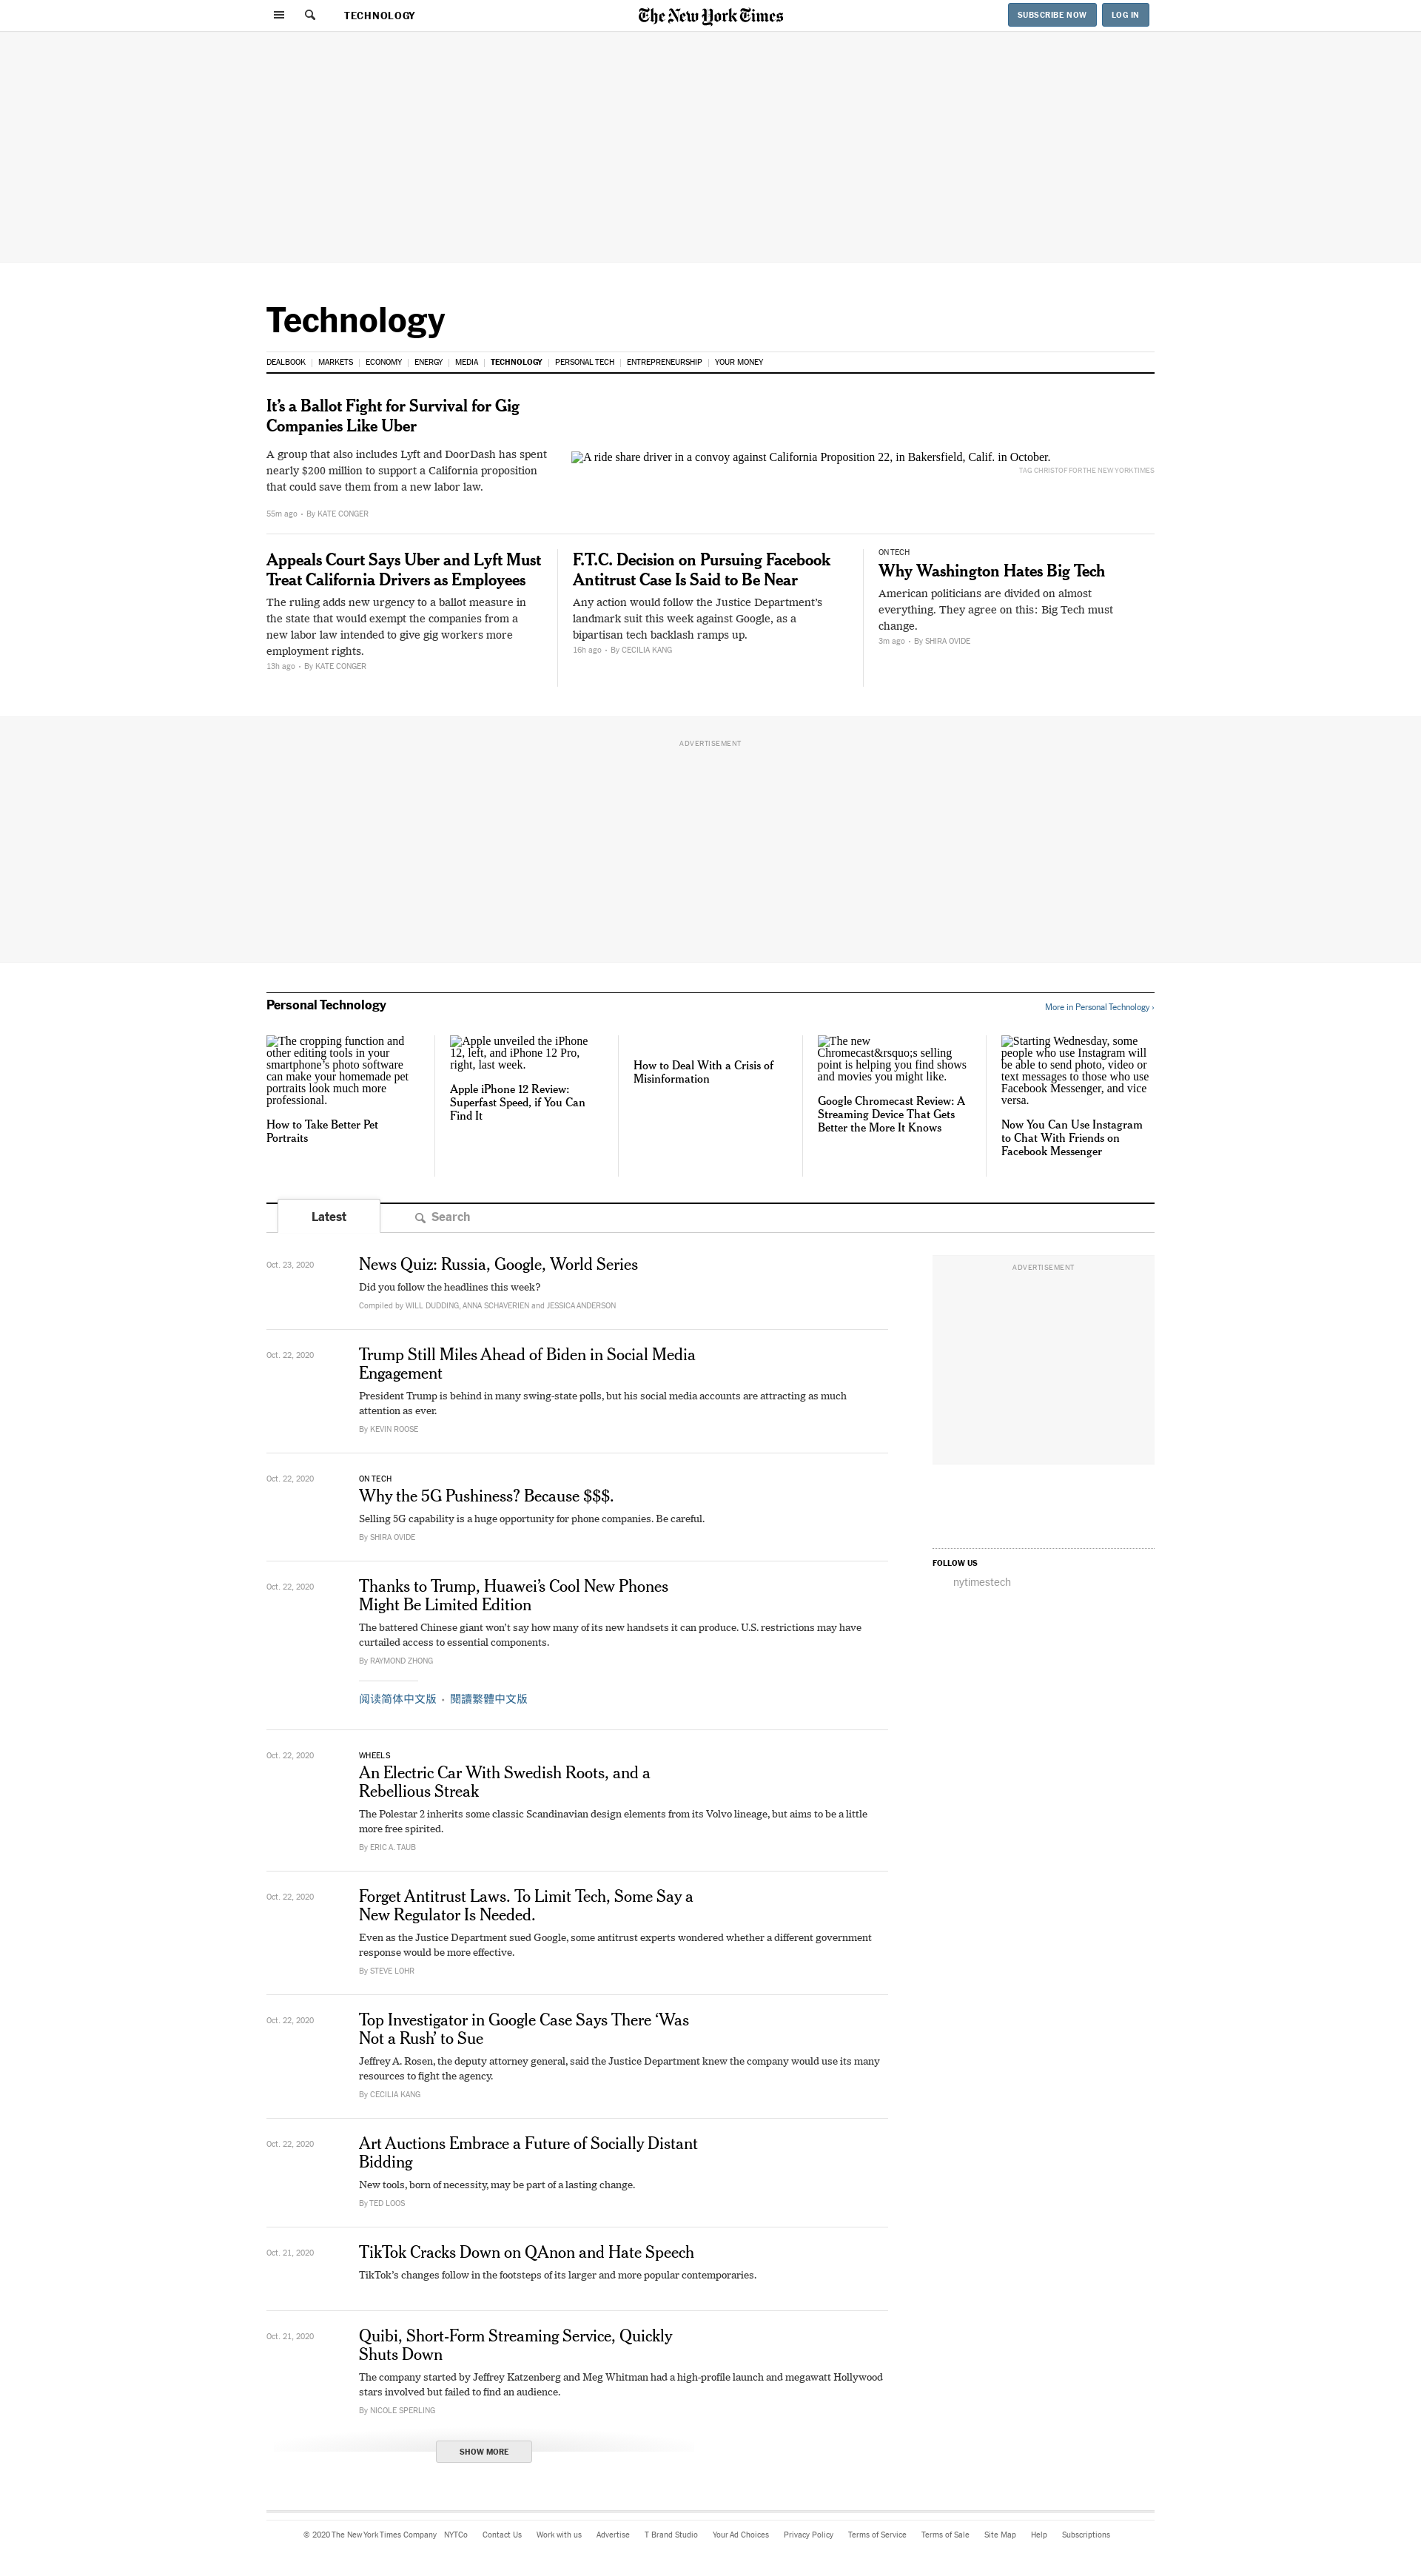 TECHNOLOGY
The New York Times
SUBSCRIBE NOW
LOG IN
Technology
DEALBOOK
MARKETS
ECONOMY
ENERGY
MEDIA
TECHNOLOGY
PERSONAL TECH
ENTREPRENEURSHIP
YOUR MONEY
It’s a Ballot Fight for Survival for Gig
Companies Like Uber
A group that also includes Lyft and DoorDash has spent
nearly $200 million to support a California proposition
that could save them from a new labor law.
55m ago • By KATE CONGER
A ride share driver in a convoy against California Proposition 22, in Bakersfield, Calif. in October.
TAG CHRISTOF FOR THE NEW YORK TIMES
Appeals Court Says Uber and Lyft Must
Treat California Drivers as Employees
The ruling adds new urgency to a ballot measure in
the state that would exempt the companies from a
new labor law intended to give gig workers more
employment rights.
13h ago • By KATE CONGER
F.T.C. Decision on Pursuing Facebook
Antitrust Case Is Said to Be Near
Any action would follow the Justice Department’s
landmark suit this week against Google, as a
bipartisan tech backlash ramps up.
16h ago • By CECILIA KANG
ON TECH
Why Washington Hates Big Tech
American politicians are divided on almost
everything. They agree on this: Big Tech must
change.
3m ago • By SHIRA OVIDE
ADVERTISEMENT
Personal Technology
More in Personal Technology ›
The cropping function and
other editing tools in your
smartphone’s photo software
can make your homemade pet
portraits look much more
professional.
How to Take Better Pet
Portraits
Apple unveiled the iPhone
12, left, and iPhone 12 Pro,
right, last week.
Apple iPhone 12 Review:
Superfast Speed, if You Can
Find It
How to Deal With a Crisis of
Misinformation
The new
Chromecast&rsquo;s selling
point is helping you find shows
and movies you might like.
Google Chromecast Review: A
Streaming Device That Gets
Better the More It Knows
Starting Wednesday, some
people who use Instagram will
be able to send photo, video or
text messages to those who use
Facebook Messenger, and vice
versa.
Now You Can Use Instagram
to Chat With Friends on
Facebook Messenger
Latest
Search
Oct. 23, 2020
News Quiz: Russia, Google, World Series
Did you follow the headlines this week?
Compiled by WILL DUDDING, ANNA SCHAVERIEN and JESSICA ANDERSON
ADVERTISEMENT
Oct. 22, 2020
Trump Still Miles Ahead of Biden in Social Media
Engagement
President Trump is behind in many swing-state polls, but his social media accounts are attracting as much
attention as ever.
By KEVIN ROOSE
Oct. 22, 2020
ON TECH
Why the 5G Pushiness? Because $$$.
Selling 5G capability is a huge opportunity for phone companies. Be careful.
By SHIRA OVIDE
FOLLOW US
nytimestech
Oct. 22, 2020
Thanks to Trump, Huawei’s Cool New Phones
Might Be Limited Edition
The battered Chinese giant won’t say how many of its new handsets it can produce. U.S. restrictions may have
curtailed access to essential components.
By RAYMOND ZHONG
阅读简体中文版 • 閱讀繁體中文版
Oct. 22, 2020
WHEELS
An Electric Car With Swedish Roots, and a
Rebellious Streak
The Polestar 2 inherits some classic Scandinavian design elements from its Volvo lineage, but aims to be a little
more free spirited.
By ERIC A. TAUB
Oct. 22, 2020
Forget Antitrust Laws. To Limit Tech, Some Say a
New Regulator Is Needed.
Even as the Justice Department sued Google, some antitrust experts wondered whether a different government
response would be more effective.
By STEVE LOHR
Oct. 22, 2020
Top Investigator in Google Case Says There ‘Was
Not a Rush’ to Sue
Jeffrey A. Rosen, the deputy attorney general, said the Justice Department knew the company would use its many
resources to fight the agency.
By CECILIA KANG
Oct. 22, 2020
Art Auctions Embrace a Future of Socially Distant
Bidding
New tools, born of necessity, may be part of a lasting change.
By TED LOOS
Oct. 21, 2020
TikTok Cracks Down on QAnon and Hate Speech
TikTok’s changes follow in the footsteps of its larger and more popular contemporaries.
Oct. 21, 2020
Quibi, Short-Form Streaming Service, Quickly
Shuts Down
The company started by Jeffrey Katzenberg and Meg Whitman had a high-profile launch and megawatt Hollywood
stars involved but failed to find an audience.
By NICOLE SPERLING
SHOW MORE
© 2020 The New York Times Company
NYTCo
Contact Us
Work with us
Advertise
T Brand Studio
Your Ad Choices
Privacy Policy
Terms of Service
Terms of Sale
Site Map
Help
Subscriptions